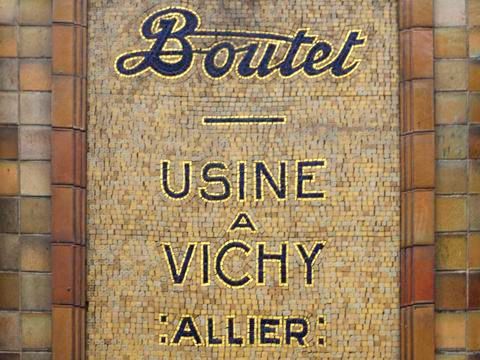 Boutet
USINE
A
VICHY
:ALLIER: